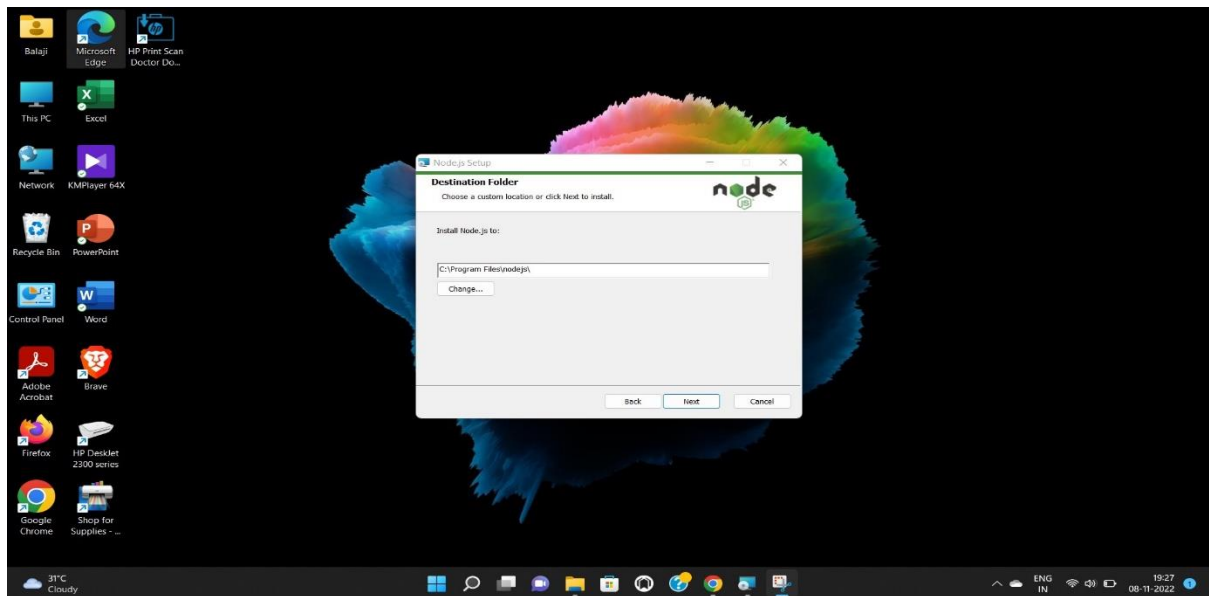 Balaji
Microsoft
Edge
HP Print Scan
Doctor Do...
This PC
Excel
Network
KMPlayer 64X
Recycle Bin
PowerPoint
Control Panel
Word
Adobe
Acrobat
Brave
Firefox
HP DeskJet
2300 series
Google
Chrome
Shop for
Supplies - ...
Node.js Setup
Destination Folder
Choose a custom location or click Next to install.
node
JS
Install Node.js to:
C:\Program Files\nodejs\
Change...
Back
Next
Cancel
31°C
Cloudy
ENG
IN
19:27
08-11-2022
1